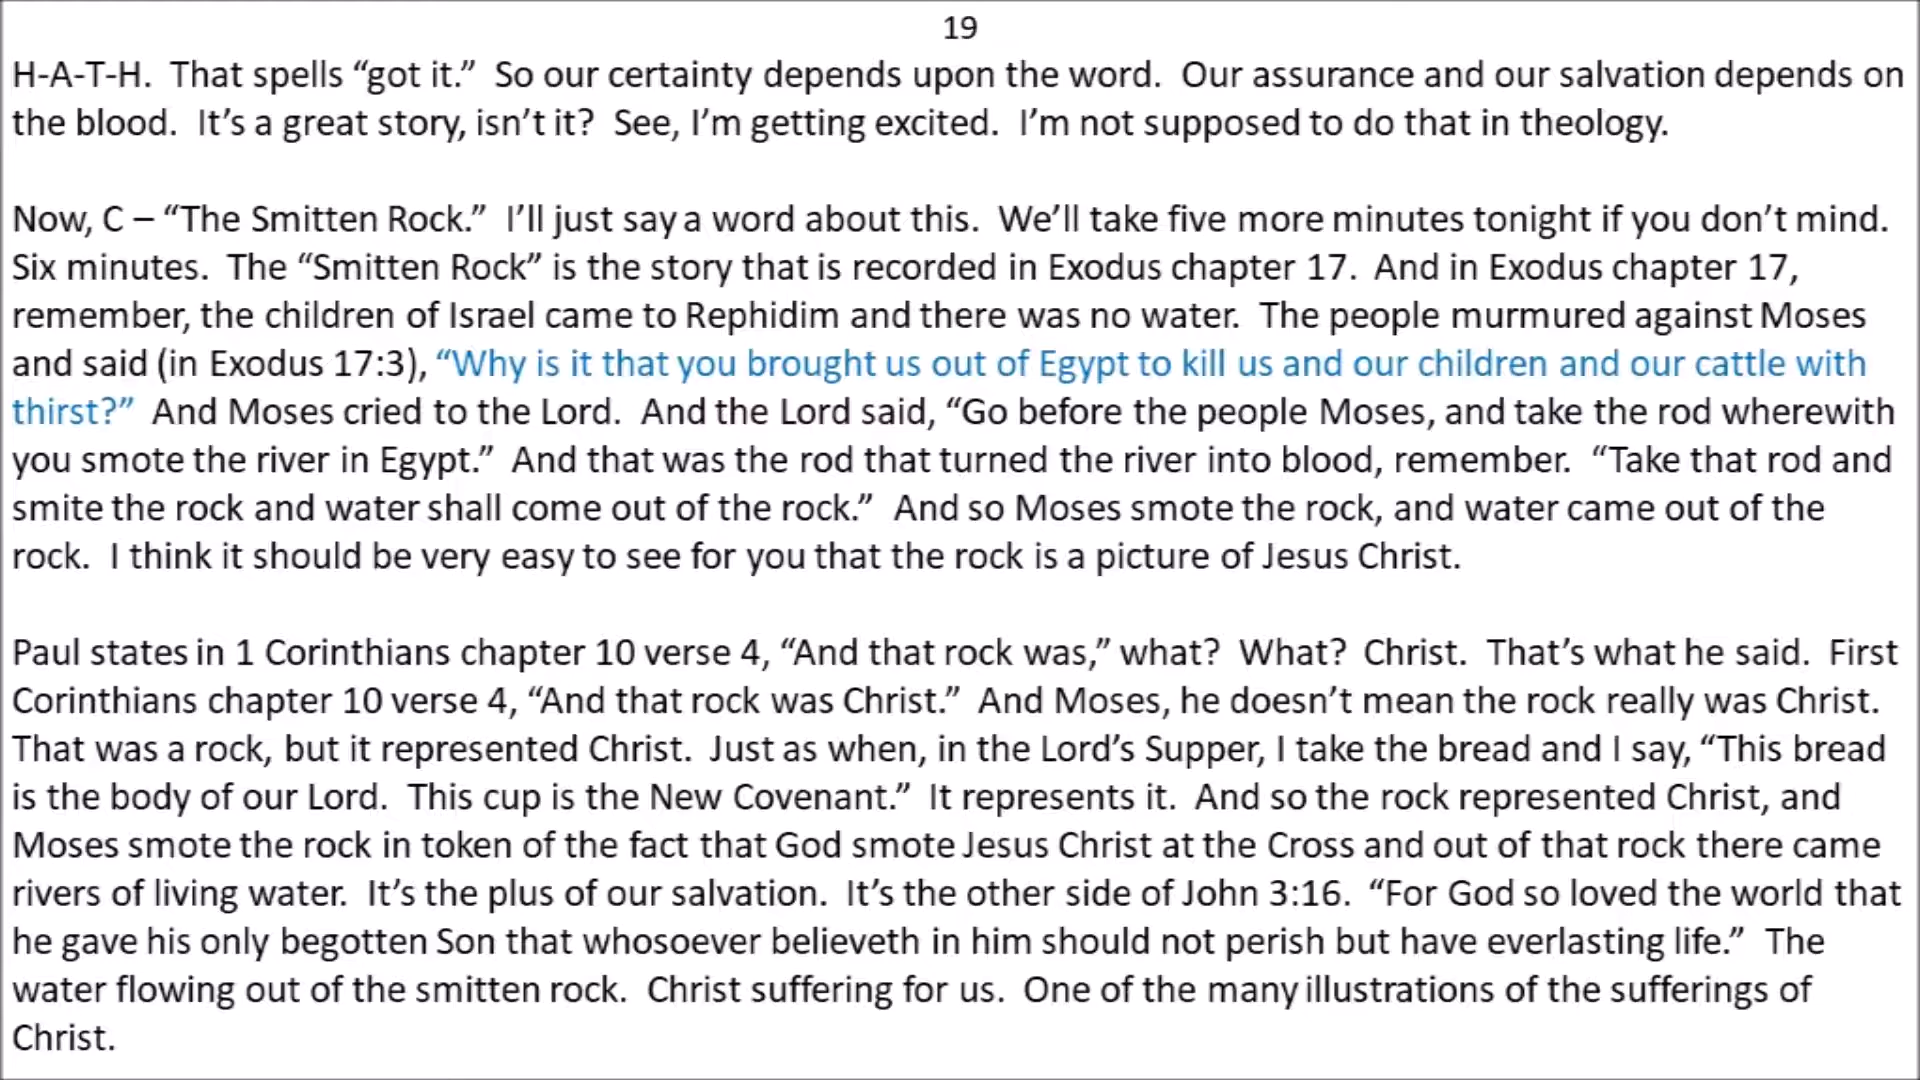 19
H-A-T-H.  That spells “got it.”  So our certainty depends upon the word.  Our assurance and our salvation depends on
the blood.  It’s a great story, isn’t it?  See, I’m getting excited.  I’m not supposed to do that in theology.
Now, C – “The Smitten Rock.”  I’ll just say a word about this.  We’ll take five more minutes tonight if you don’t mind.
Six minutes.  The “Smitten Rock” is the story that is recorded in Exodus chapter 17.  And in Exodus chapter 17,
remember, the children of Israel came to Rephidim and there was no water.  The people murmured against Moses
and said (in Exodus 17:3), “Why is it that you brought us out of Egypt to kill us and our children and our cattle with
thirst?”  And Moses cried to the Lord.  And the Lord said, “Go before the people Moses, and take the rod wherewith
you smote the river in Egypt.”  And that was the rod that turned the river into blood, remember.  “Take that rod and
smite the rock and water shall come out of the rock.”  And so Moses smote the rock, and water came out of the
rock.  I think it should be very easy to see for you that the rock is a picture of Jesus Christ.
Paul states in 1 Corinthians chapter 10 verse 4, “And that rock was,” what?  What?  Christ.  That’s what he said.  First
Corinthians chapter 10 verse 4, “And that rock was Christ.”  And Moses, he doesn’t mean the rock really was Christ.
That was a rock, but it represented Christ.  Just as when, in the Lord’s Supper, I take the bread and I say, “This bread
is the body of our Lord.  This cup is the New Covenant.”  It represents it.  And so the rock represented Christ, and
Moses smote the rock in token of the fact that God smote Jesus Christ at the Cross and out of that rock there came
rivers of living water.  It’s the plus of our salvation.  It’s the other side of John 3:16.  “For God so loved the world that
he gave his only begotten Son that whosoever believeth in him should not perish but have everlasting life.”  The
water flowing out of the smitten rock.  Christ suffering for us.  One of the many illustrations of the sufferings of
Christ.